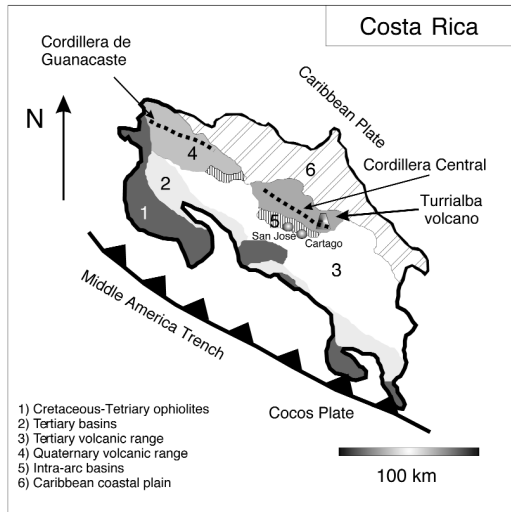 Costa Rica
Cordillera de
Guanacaste
Caribbean Plate
N
4
6
Cordillera Central
2
Turrialba
volcano
1
5
San José
Cartago
3
Middle America Trench
Cocos Plate
1) Cretaceous-Tetriary ophiolites
2) Tertiary basins
3) Tertiary volcanic range
4) Quaternary volcanic range
5) Intra-arc basins
6) Caribbean coastal plain
100 km